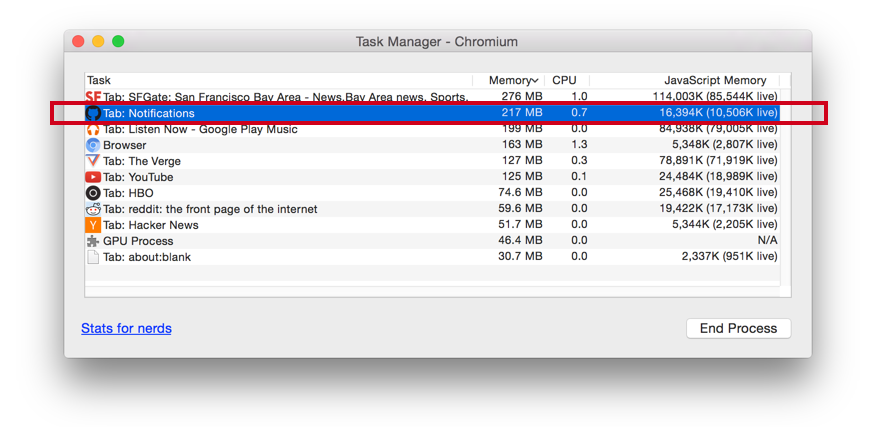 Task Manager - Chromium
Task Memory CPU JavaScript Memory
SF Tab: SFGate: San Francisco Bay Area - News,Bay Area news, Sports, 276 MB 1.0 114,003K (85,544K live)
Tab: Notifications 217 MB 0.7 16,394K (10,506K live)
Tab: Listen Now - Google Play Music 199 MB 0.0 84,938K (79,005K live)
Browser 163 MB 1.3 5,348K (2,807K live)
Tab: The Verge 127 MB 0.3 78,891K (71,919K live)
Tab: YouTube 125 MB 0.1 24,484K (18,989K live)
Tab: HBO 74.6 MB 0.0 25,468K (19,410K live)
Tab: reddit: the front page of the internet 59.6 MB 0.0 19,422K (17,173K live)
Y Tab: Hacker News 51.7 MB 0.0 5,344K (2,205K live)
GPU Process 46.4 MB 0.0 N/A
Tab: about:blank 30.7 MB 0.0 2,337K (951K live)
Stats for nerds End Process